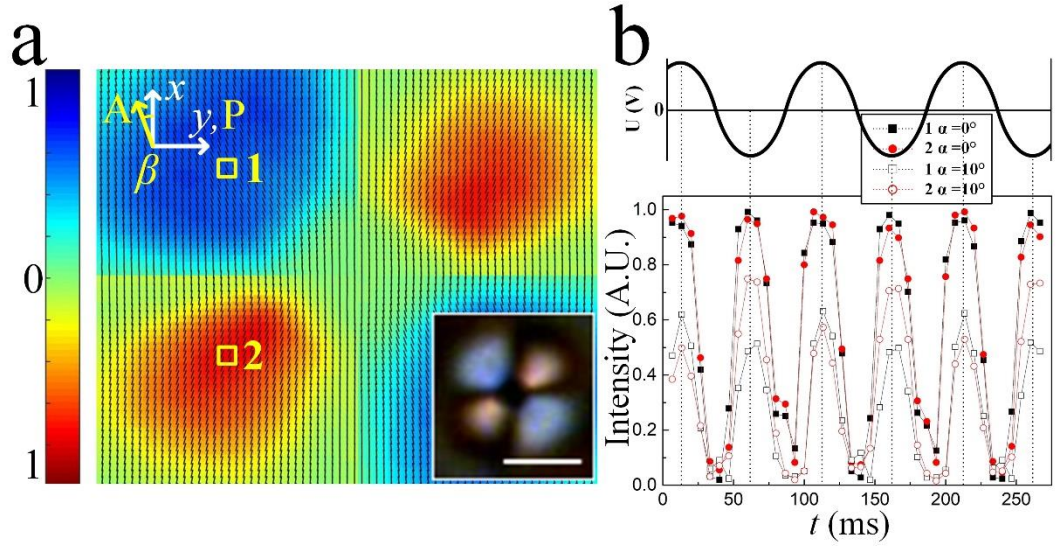 a
1
0
1
A
x
y,P
β
1
2
b
U (V)
0
1 α =0°
2 α =0°
1 α =10°
2 α =10°
Intensity (A.U.)
1.0
0.8
0.6
0.4
0.2
0.0
0 50 100 150 200 250
t (ms)